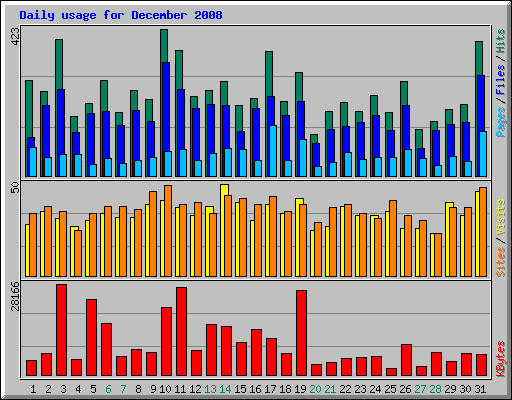 Daily usage for December 2008
423
Pages / Files / Hits
50
Sites / Visits
28166
KBytes
1 2 3 4 5 6 7 8 9 10 11 12 13 14 15 16 17 18 19 20 21 22 23 24 25 26 27 28 29 30 31